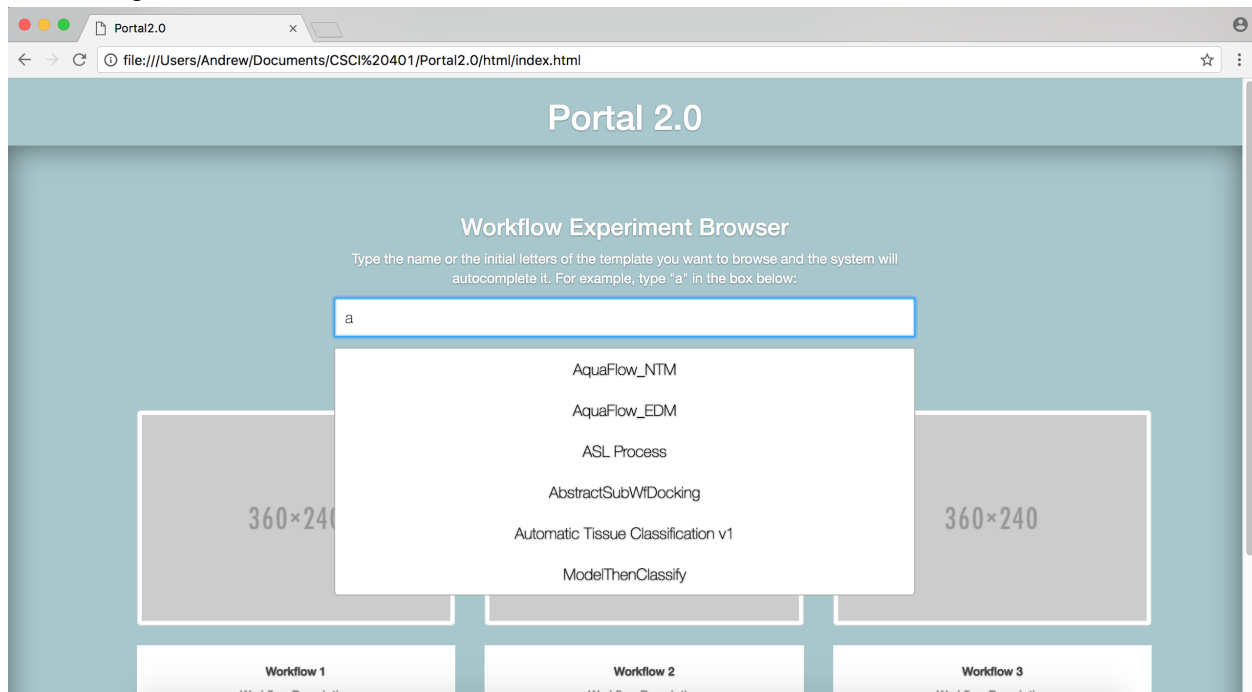 Portal2.0
file:///Users/Andrew/Documents/CSCI%20401/Portal2.0/html/index.html
Portal 2.0
Workflow Experiment Browser
Type the name or the initial letters of the template you want to browse and the system will
autocomplete it. For example, type "a" in the box below:
a
AquaFlow_NTM
AquaFlow_EDM
ASL Process
AbstractSubWfDocking
Automatic Tissue Classification v1
ModelThenClassify
360×240 360×240
Workflow 1 Workflow 2 Workflow 3